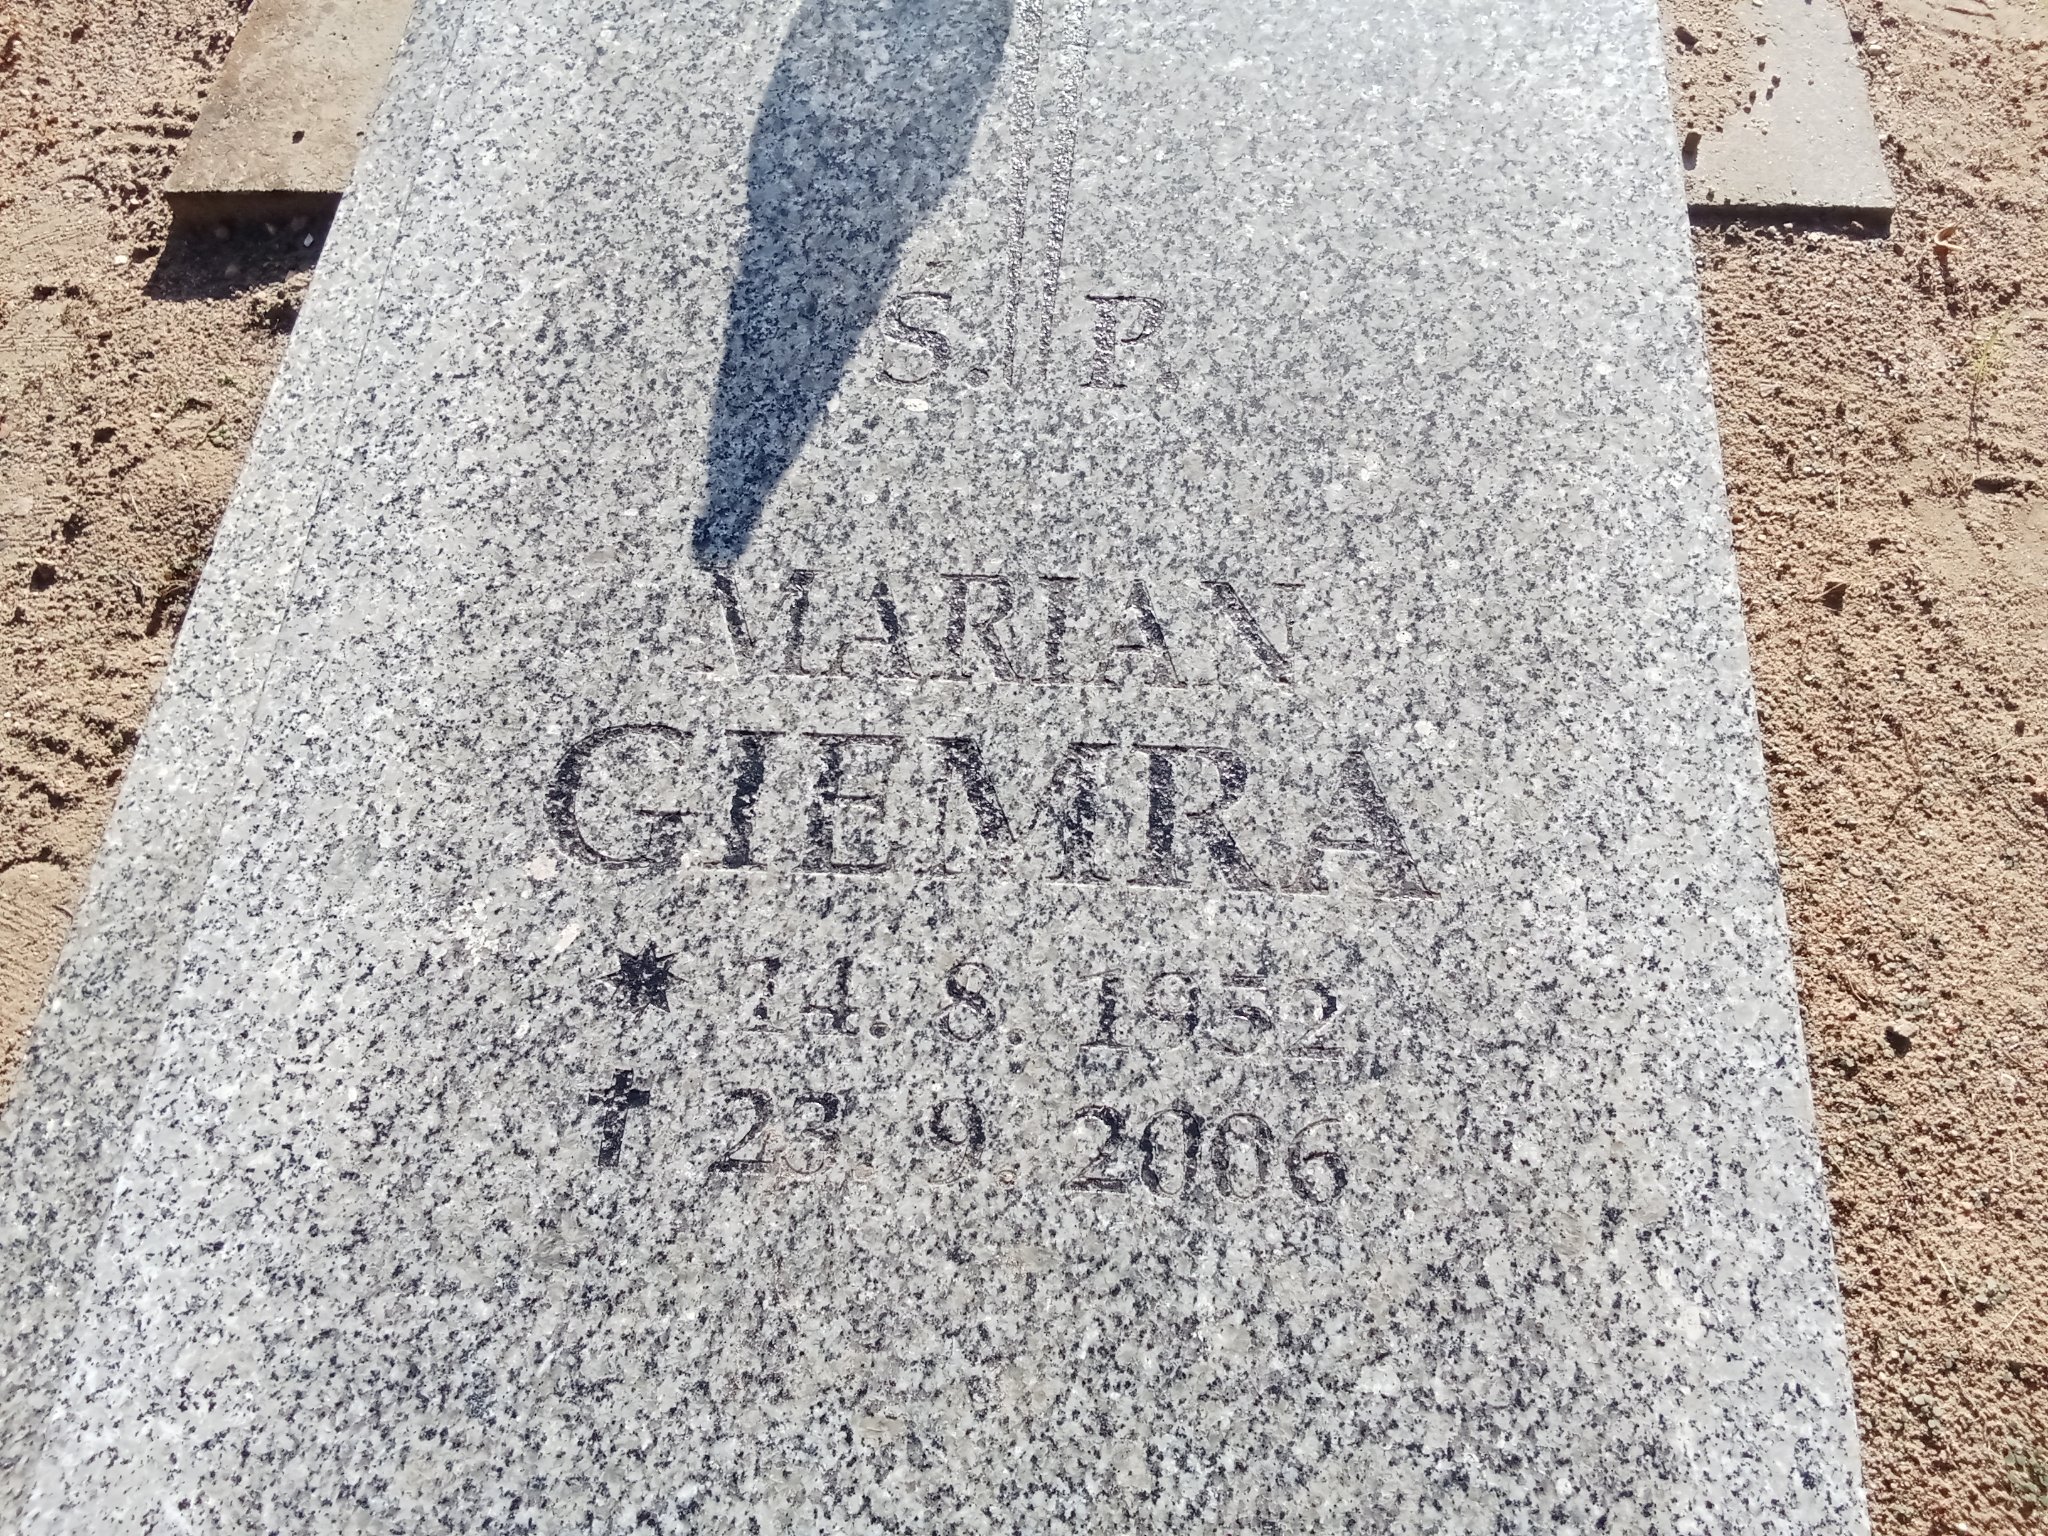 Ś. P.
MARIAN
GIEMRA
14. 8. 1952
23. 9. 2006